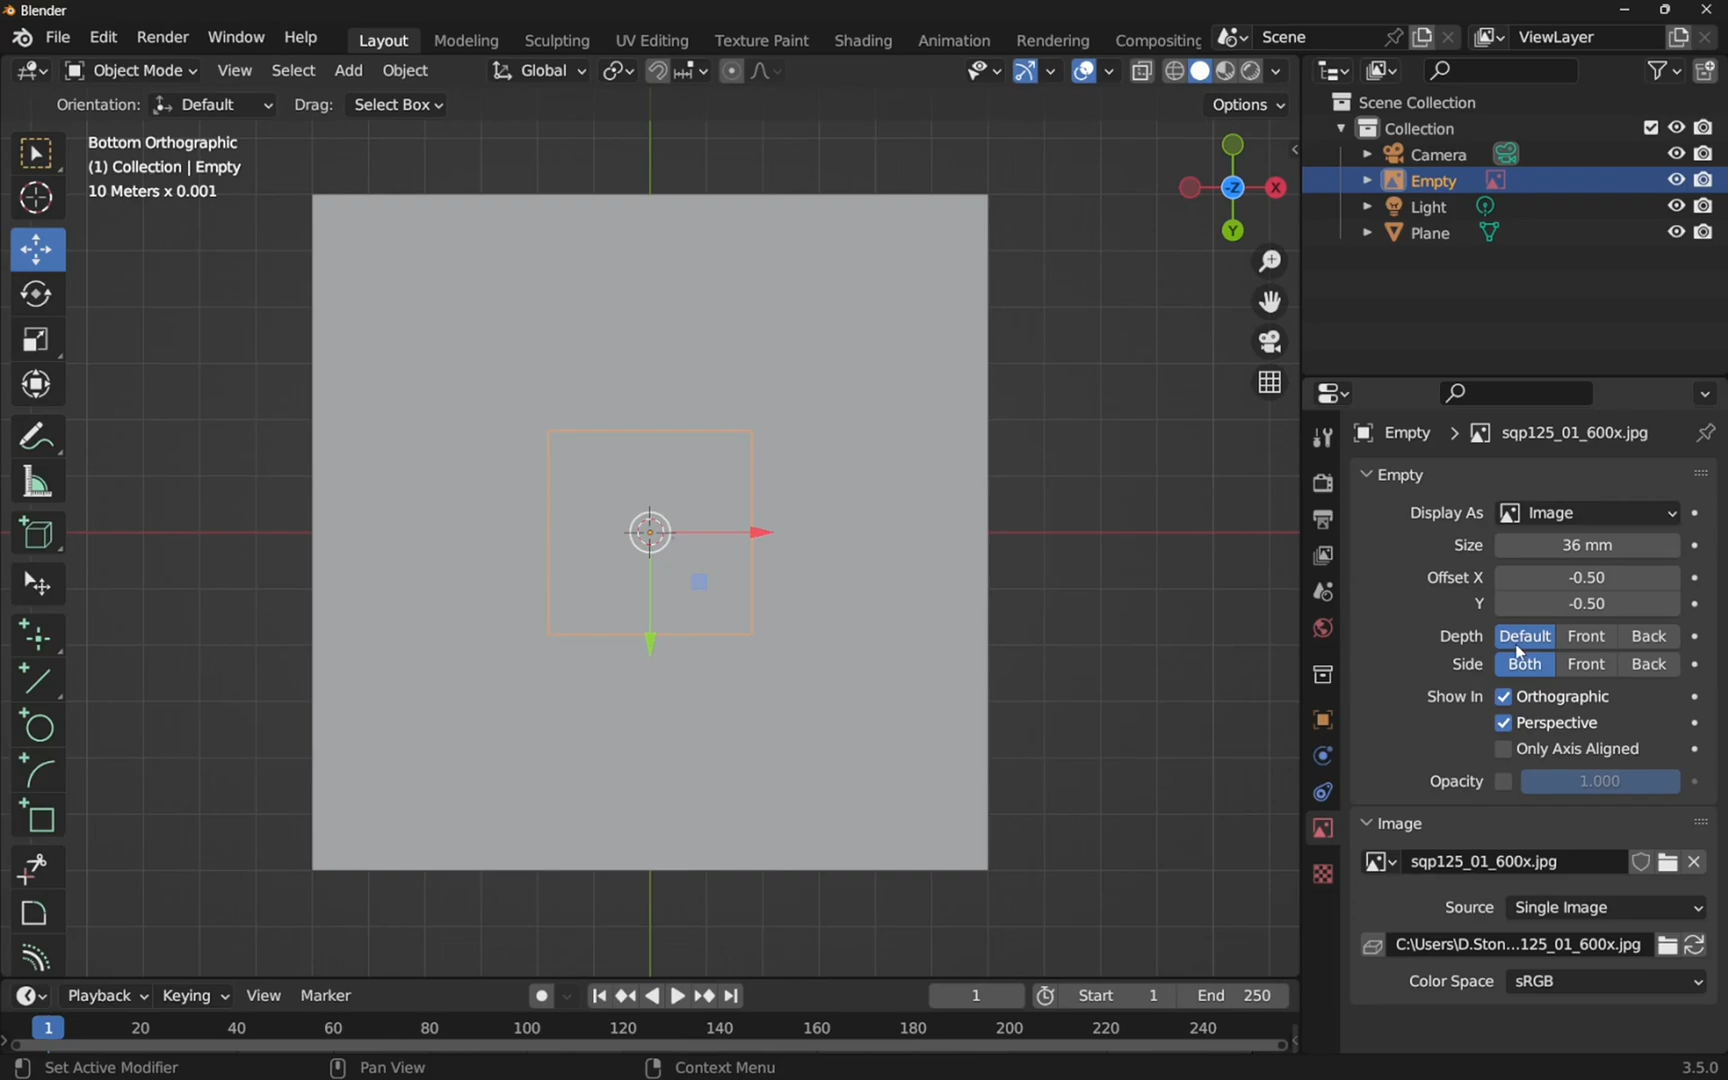 Blender
File Edit Render Window Help Layout Modeling Sculpting UV Editing Texture Paint Shading Animation Rendering Compositing Scene ViewLayer
Object Mode View Select Add Object Global
Orientation: Default Drag: Select Box Options
Bottom Orthographic
(1) Collection | Empty
10 Meters x 0.001
-Z X
Y
Scene Collection
Collection
Camera
Empty
Light
Plane
Empty > sqp125_01_600x.jpg
Empty
Display As Image
Size 36 mm
Offset X -0.50
Y -0.50
Depth Default Front Back
Side Both Front Back
Show In Orthographic
Perspective
Only Axis Aligned
Opacity 1.000
Image
sqp125_01_600x.jpg
Source Single Image
C:\Users\D.Ston...125_01_600x.jpg
Color Space sRGB
Playback Keying View Marker 1 Start 1 End 250
1 20 40 60 80 100 120 140 160 180 200 220 240
Set Active Modifier Pan View Context Menu 3.5.0